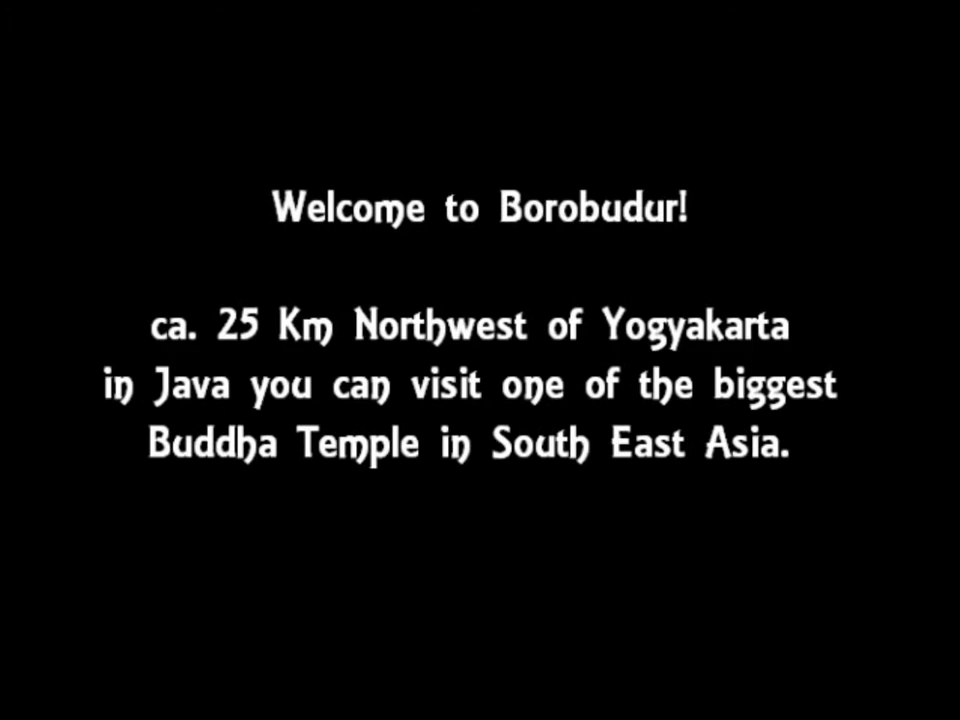 Welcome to Borobudur!
ca. 25 Km Northwest of Yogyakarta
in Java you can visit one of the biggest
Buddha Temple in South East Asia.